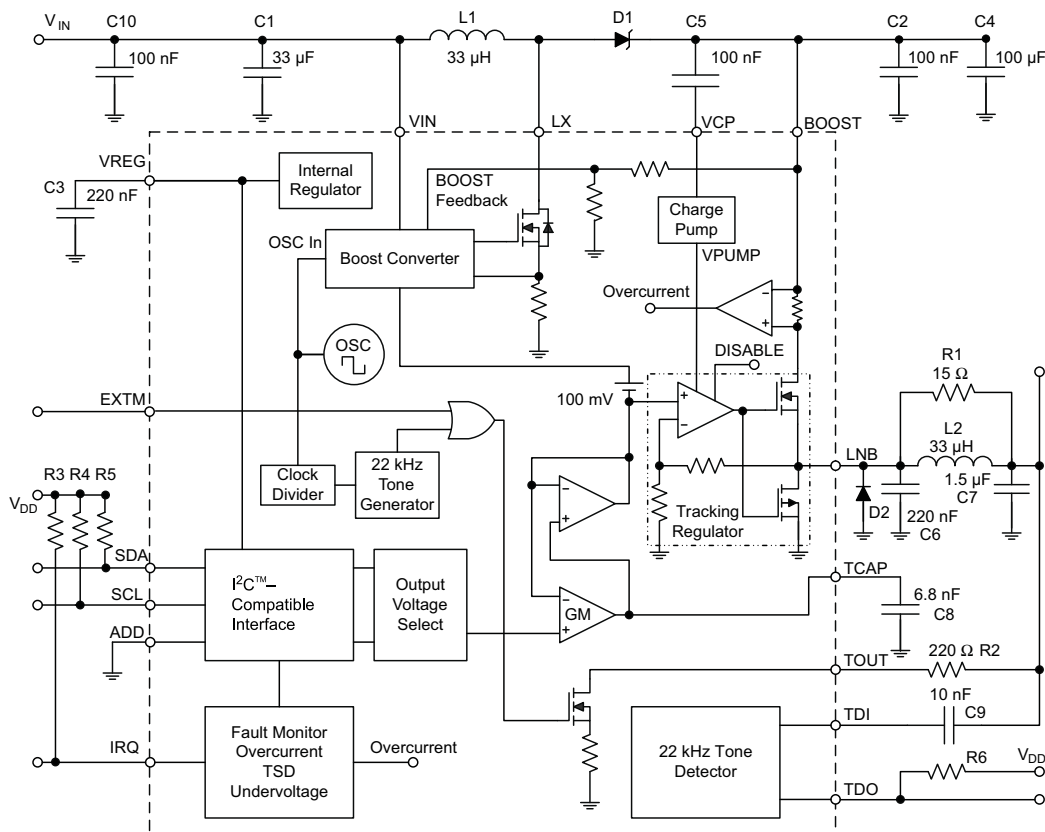 V IN
C10
C1
L1
D1
C5
C2
C4
100 nF
33 µF
33 µH
100 nF
100 nF
100 µF
VIN
LX
VCP
BOOST
VREG
C3
220 nF
Internal
Regulator
BOOST
Feedback
Charge
Pump
OSC In
Boost Converter
VPUMP
Overcurrent
−
+
OSC
DISABLE
R1
15 Ω
100 mV
EXTM
+
−
L2
33 µH
LNB
1.5 µF
C7
R3 R4 R5
Clock
Divider
22 kHz
Tone
Generator
VDD
−
+
Tracking
Regulator
D2
220 nF
C6
SDA
TCAP
SCL
I²C™–
Compatible
Interface
Output
Voltage
Select
−
GM
+
6.8 nF
C8
ADD
TOUT
220 Ω R2
10 nF
C9
TDI
IRQ
Fault Monitor
Overcurrent
TSD
Undervoltage
Overcurrent
22 kHz Tone
Detector
R6
VDD
TDO